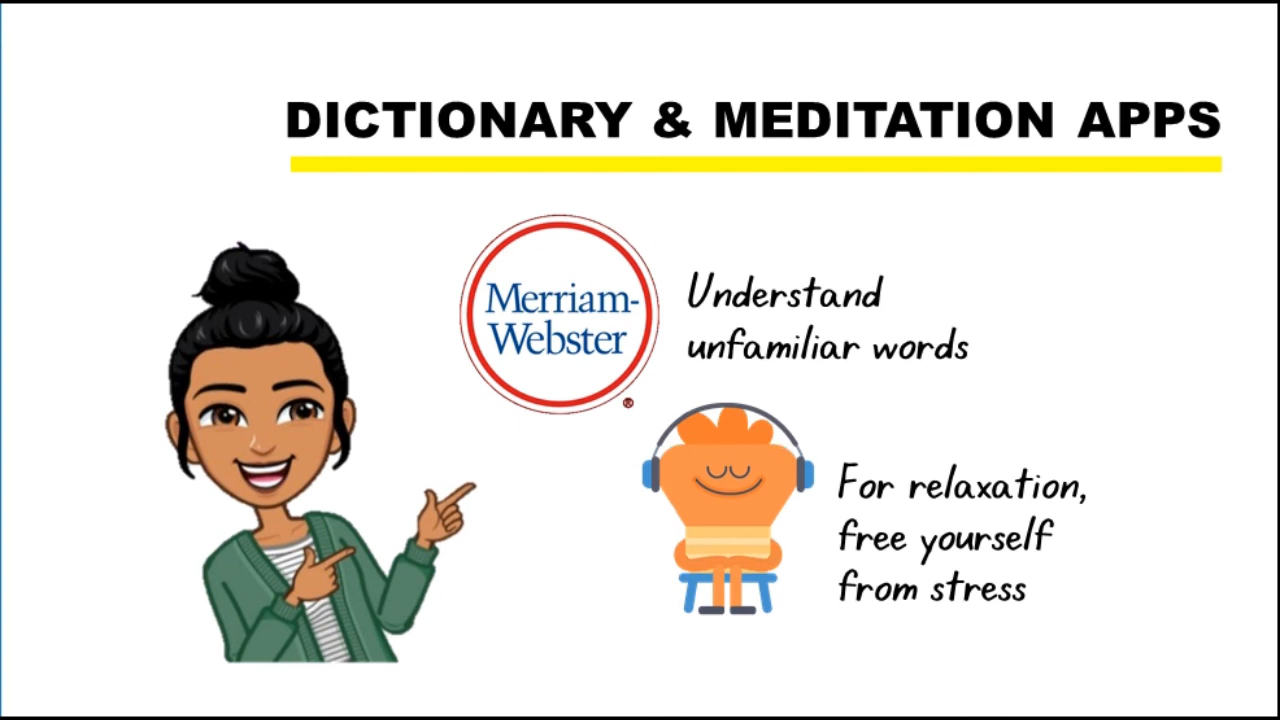 DICTIONARY & MEDITATION APPS
Merriam-
Webster
®
Understand
unfamiliar words
For relaxation,
free yourself
from stress